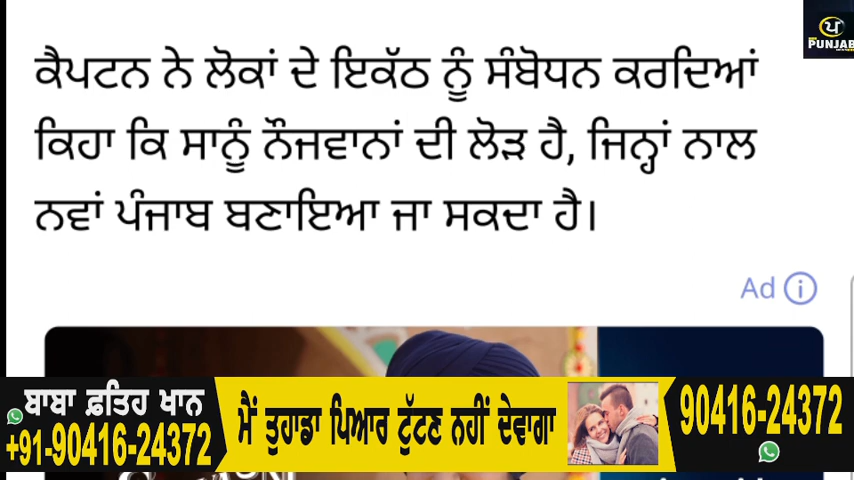 PUNJAB
ਕੈਪਟਨ ਨੇ ਲੋਕਾਂ ਦੇ ਇਕੱਠ ਨੂੰ ਸੰਬੋਧਨ ਕਰਦਿਆਂ
ਕਿਹਾ ਕਿ ਸਾਨੂੰ ਨੌਜਵਾਨਾਂ ਦੀ ਲੋੜ ਹੈ, ਜਿਨ੍ਹਾਂ ਨਾਲ
ਨਵਾਂ ਪੰਜਾਬ ਬਣਾਇਆ ਜਾ ਸਕਦਾ ਹੈ।
Ad
ਬਾਬਾ ਫ਼ਤਿਹ ਖਾਨ
+91-90416-24372
ਮੈਂ ਤੁਹਾਡਾ ਪਿਆਰ ਟੁੱਟਣ ਨਹੀਂ ਦੇਵਾਗਾ
90416-24372